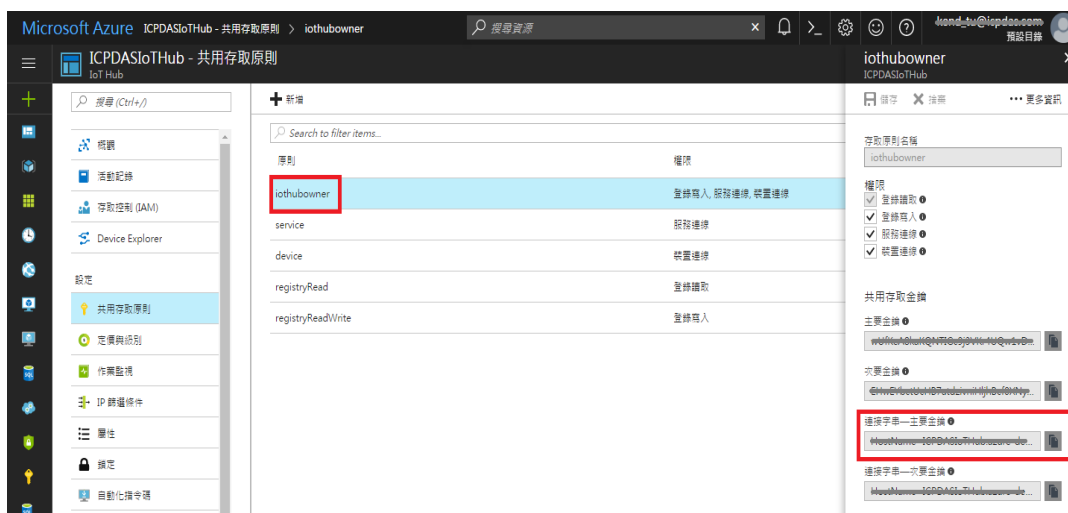 Microsoft Azure ICPDASIoTHub - 共用存取原則 > iothubowner
搜尋資源
預設目錄
ICPDASIoTHub - 共用存取原則
IoT Hub
搜尋 (Ctrl+/)
概觀
活動記錄
存取控制 (IAM)
Device Explorer
設定
共用存取原則
定價與級別
作業監視
IP 篩選條件
屬性
鎖定
自動化指令碼
新增
Search to filter items...
原則 權限
iothubowner 登錄寫入, 服務連線, 裝置連線
service 服務連線
device 裝置連線
registryRead 登錄讀取
registryReadWrite 登錄寫入
iothubowner
ICPDASIoTHub
儲存 捨棄 更多資訊
存取原則名稱
iothubowner
權限
登錄讀取
登錄寫入
服務連線
裝置連線
共用存取金鑰
主要金鑰
次要金鑰
連接字串—主要金鑰
連接字串—次要金鑰